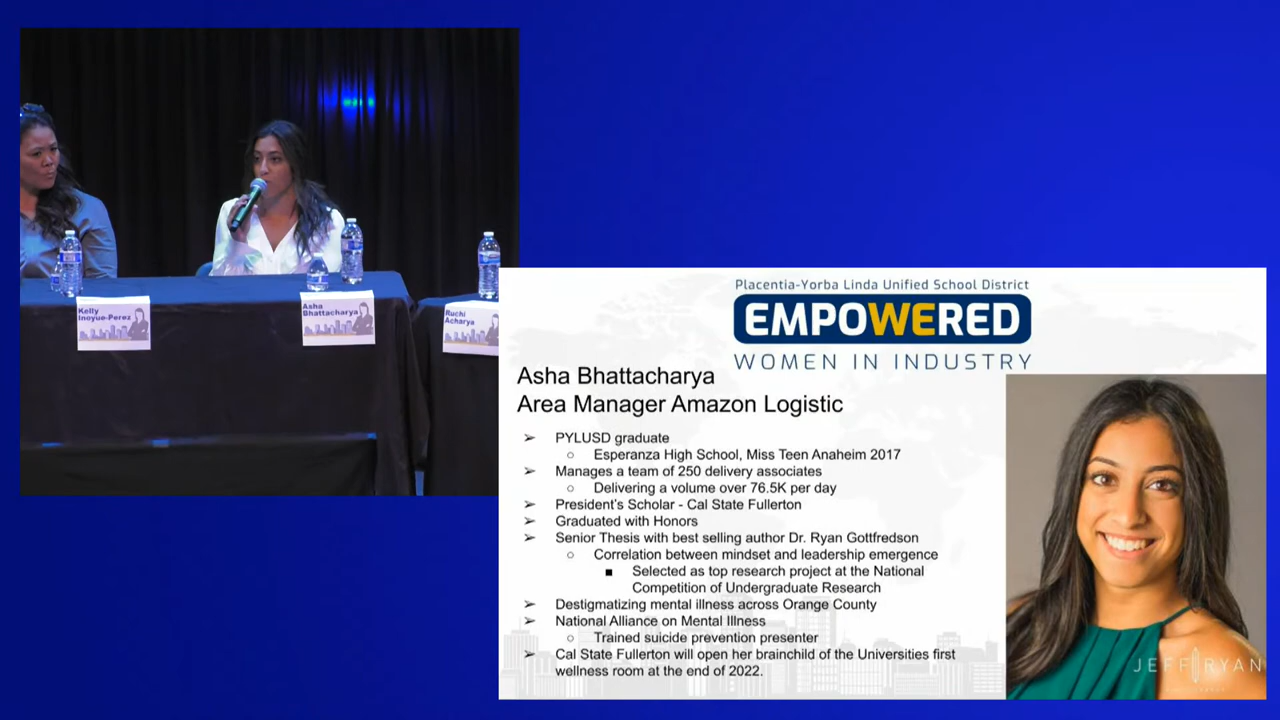 Kelly
Inoyue-Perez
Asha
Bhattacharya
Ruchi
Acharya
Placentia-Yorba Linda Unified School District
EMPOWERED
WOMEN IN INDUSTRY
Asha Bhattacharya
Area Manager Amazon Logistic
➢ PYLUSD graduate
○ Esperanza High School, Miss Teen Anaheim 2017
➢ Manages a team of 250 delivery associates
○ Delivering a volume over 76.5K per day
➢ President's Scholar - Cal State Fullerton
➢ Graduated with Honors
➢ Senior Thesis with best selling author Dr. Ryan Gottfredson
○ Correlation between mindset and leadership emergence
■ Selected as top research project at the National
Competition of Undergraduate Research
➢ Destigmatizing mental illness across Orange County
➢ National Alliance on Mental Illness
○ Trained suicide prevention presenter
➢ Cal State Fullerton will open her brainchild of the Universities first
wellness room at the end of 2022.
JEFF RYAN